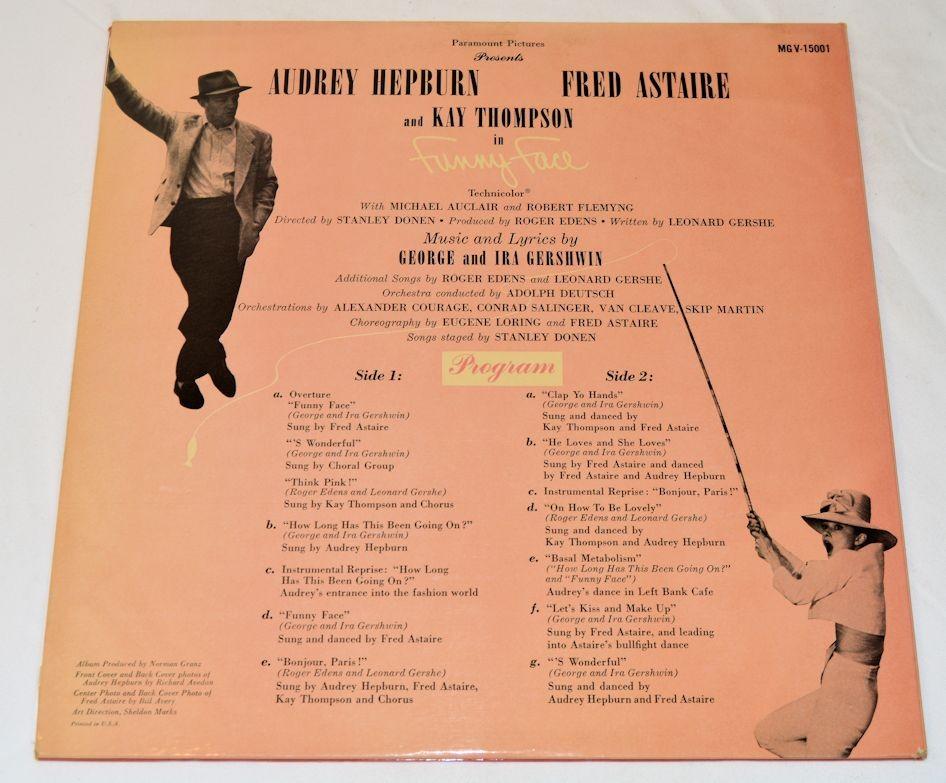 Paramount Pictures
MGV-15001
Presents
AUDREY HEPBURN FRED ASTAIRE
and KAY THOMPSON
in
Funny Face
Technicolor®
With MICHAEL AUCLAIR and ROBERT FLEMYNG
Directed by STANLEY DONEN • Produced by ROGER EDENS • Written by LEONARD GERSHE
Music and Lyrics by
GEORGE and IRA GERSHWIN
Additional Songs by ROGER EDENS and LEONARD GERSHE
Orchestra conducted by ADOLPH DEUTSCH
Orchestrations by ALEXANDER COURAGE, CONRAD SALINGER, VAN CLEAVE, SKIP MARTIN
Choreography by EUGENE LORING and FRED ASTAIRE
Songs staged by STANLEY DONEN
Program
Side 1:
a. Overture
"Funny Face"
(George and Ira Gershwin)
Sung by Fred Astaire
"'S Wonderful"
(George and Ira Gershwin)
Sung by Choral Group
"Think Pink!"
(Roger Edens and Leonard Gershe)
Sung by Kay Thompson and Chorus
b. "How Long Has This Been Going On?"
(George and Ira Gershwin)
Sung by Audrey Hepburn
c. Instrumental Reprise: "How Long
Has This Been Going On?"
Audrey's entrance into the fashion world
d. "Funny Face"
(George and Ira Gershwin)
Sung and danced by Fred Astaire
e. "Bonjour, Paris!"
(Roger Edens and Leonard Gershe)
Sung by Audrey Hepburn, Fred Astaire,
Kay Thompson and Chorus
Side 2:
a. "Clap Yo Hands"
(George and Ira Gershwin)
Sung and danced by
Kay Thompson and Fred Astaire
b. "He Loves and She Loves"
(George and Ira Gershwin)
Sung by Fred Astaire and danced
by Fred Astaire and Audrey Hepburn
c. Instrumental Reprise: "Bonjour, Paris!"
d. "On How To Be Lovely"
(Roger Edens and Leonard Gershe)
Sung and danced by
Kay Thompson and Audrey Hepburn
e. "Basal Metabolism"
("How Long Has This Been Going On?"
and "Funny Face")
Audrey's dance in Left Bank Cafe
f. "Let's Kiss and Make Up"
(George and Ira Gershwin)
Sung by Fred Astaire, and leading
into Astaire's bullfight dance
g. "'S Wonderful"
(George and Ira Gershwin)
Sung and danced by
Audrey Hepburn and Fred Astaire
Album Produced by Norman Granz
Front Cover and Back Cover photos of
Audrey Hepburn by Richard Avedon
Center Photo and Back Cover Photo of
Fred Astaire by Bill Avery
Art Direction, Sheldon Marks
Printed in U.S.A.